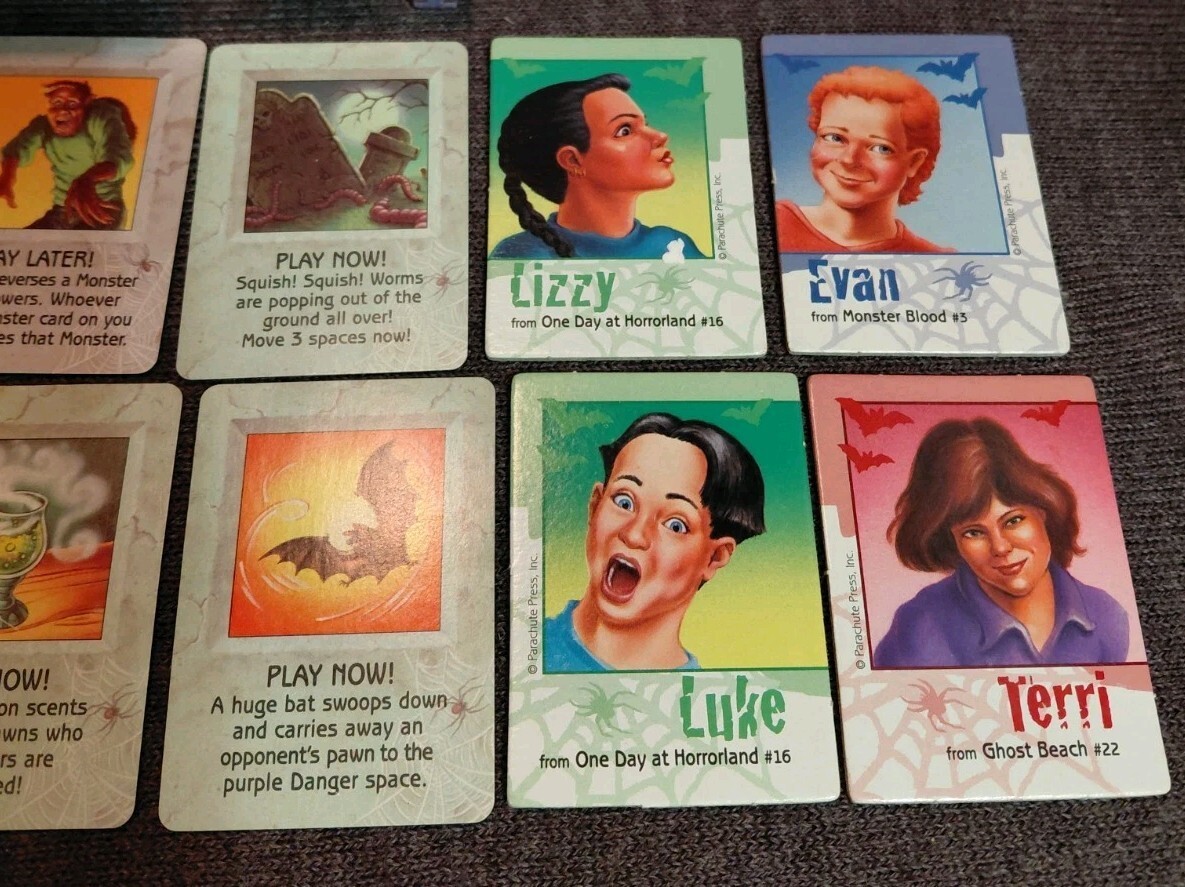 AY LATER!
everses a Monster
owers. Whoever
ster card on you
es that Monster.
PLAY NOW!
Squish! Squish! Worms
are popping out of the
ground all over!
Move 3 spaces now!
© Parachute Press, Inc.
Lizzy
from One Day at Horrorland #16
© Parachute Press, Inc.
Evan
from Monster Blood #3
OW!
on scents
wns who
rs are
ed!
PLAY NOW!
A huge bat swoops down
and carries away an
opponent's pawn to the
purple Danger space.
© Parachute Press, Inc.
Luke
from One Day at Horrorland #16
© Parachute Press, Inc.
Terri
from Ghost Beach #22